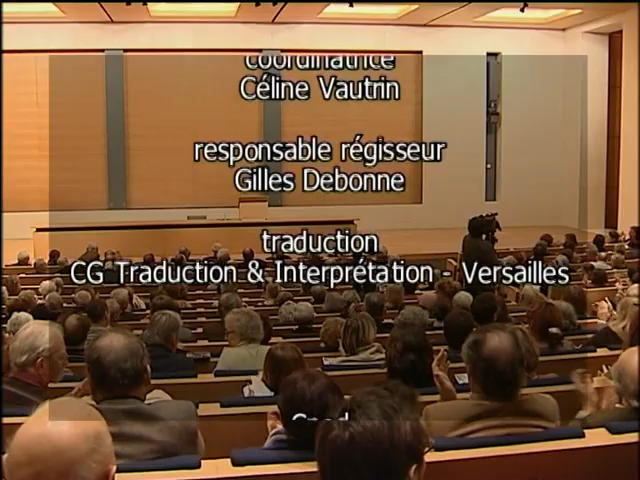 coordinatrice
Céline Vautrin
responsable régisseur
Gilles Debonne
traduction
CG Traduction & Interprétation - Versailles